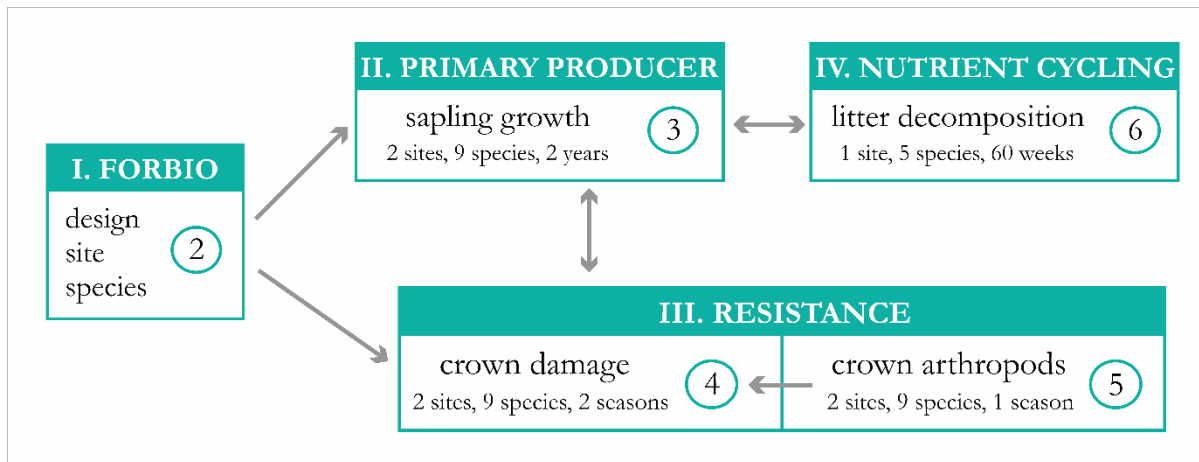 I. FORBIO
design
site
species
2
II. PRIMARY PRODUCER
sapling growth
2 sites, 9 species, 2 years
3
IV. NUTRIENT CYCLING
litter decomposition
1 site, 5 species, 60 weeks
6
III. RESISTANCE
crown damage
2 sites, 9 species, 2 seasons
4
crown arthropods
2 sites, 9 species, 1 season
5